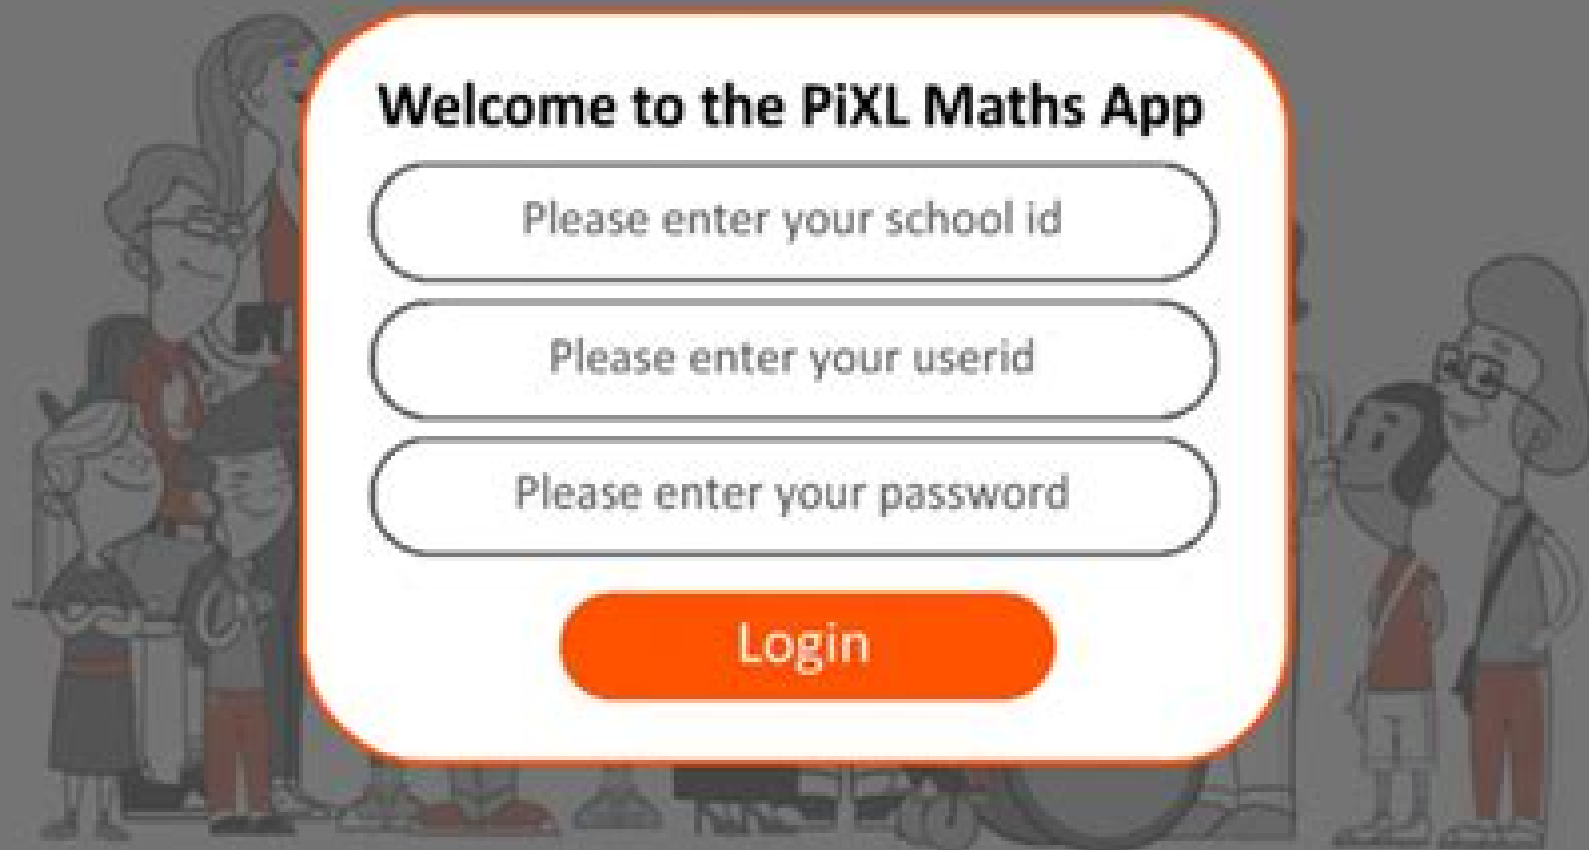 Welcome to the PiXL Maths App
Please enter your school id
Please enter your userid
Please enter your password
Login